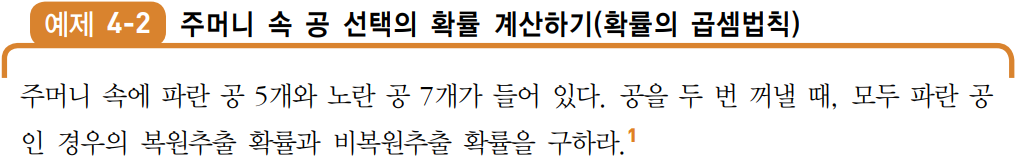 예제 4-2 주머니 속 공 선택의 확률 계산하기(확률의 곱셈법칙)
주머니 속에 파란 공 5개와 노란 공 7개가 들어 있다. 공을 두 번 꺼낼 때, 모두 파란 공
인 경우의 복원추출 확률과 비복원추출 확률을 구하라.1